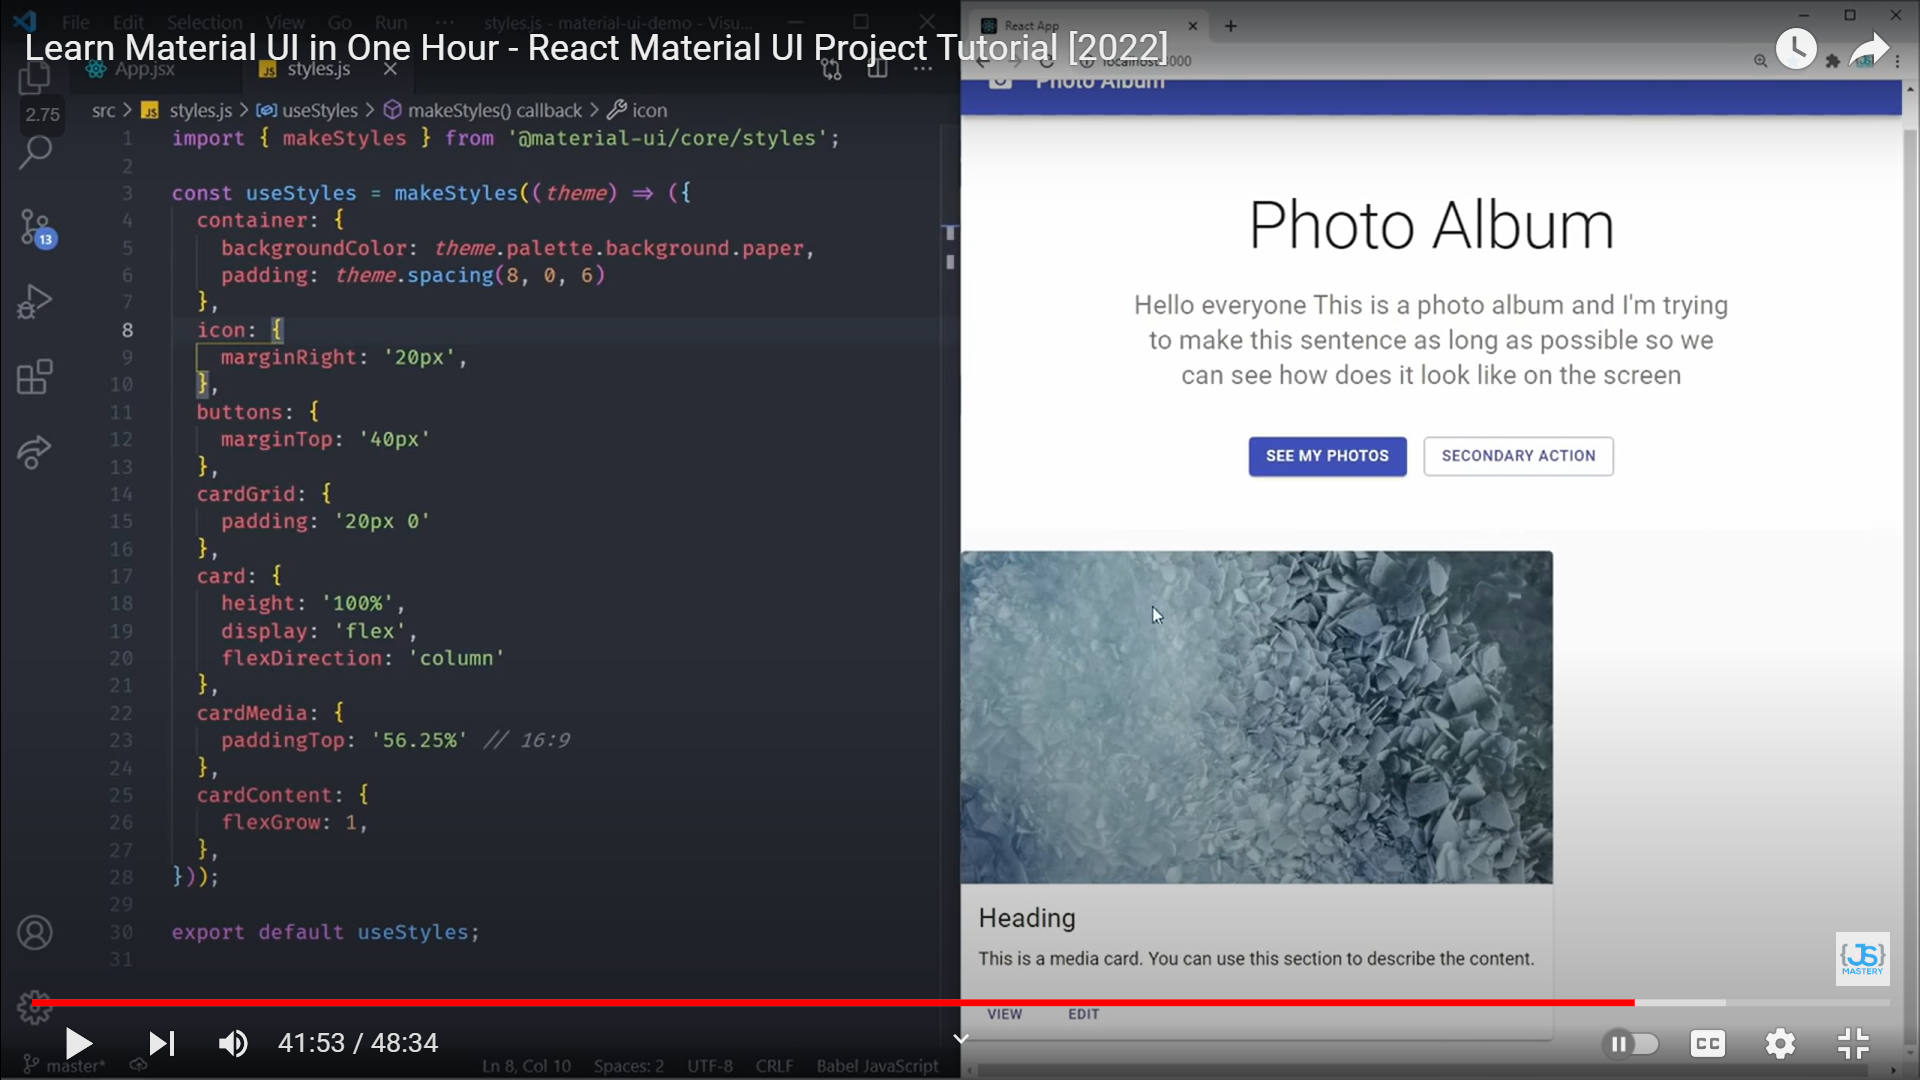 File Edit Selection View Go Run ··· styles.js - material-ui-demo - Visu...
Learn Material UI in One Hour - React Material UI Project Tutorial [2022]
App.jsx
JS styles.js
2.75
src > JS styles.js > useStyles > makeStyles() callback > icon
13
1 import { makeStyles } from '@material-ui/core/styles';
2
3 const useStyles = makeStyles((theme) => ({
4 container: {
5 backgroundColor: theme.palette.background.paper,
6 padding: theme.spacing(8, 0, 6)
7 },
8 icon: {
9 marginRight: '20px',
10 },
11 buttons: {
12 marginTop: '40px'
13 },
14 cardGrid: {
15 padding: '20px 0'
16 },
17 card: {
18 height: '100%',
19 display: 'flex',
20 flexDirection: 'column'
21 },
22 cardMedia: {
23 paddingTop: '56.25%' // 16:9
24 },
25 cardContent: {
26 flexGrow: 1,
27 },
28 }));
29
30 export default useStyles;
31
master*
Ln 8, Col 10 Spaces: 2 UTF-8 CRLF Babel JavaScript
41:53 / 48:34
React App
Photo Album
Photo Album
Hello everyone This is a photo album and I'm trying
to make this sentence as long as possible so we
can see how does it look like on the screen
SEE MY PHOTOS
SECONDARY ACTION
Heading
This is a media card. You can use this section to describe the content.
VIEW EDIT
{JS}
MASTERY
CC